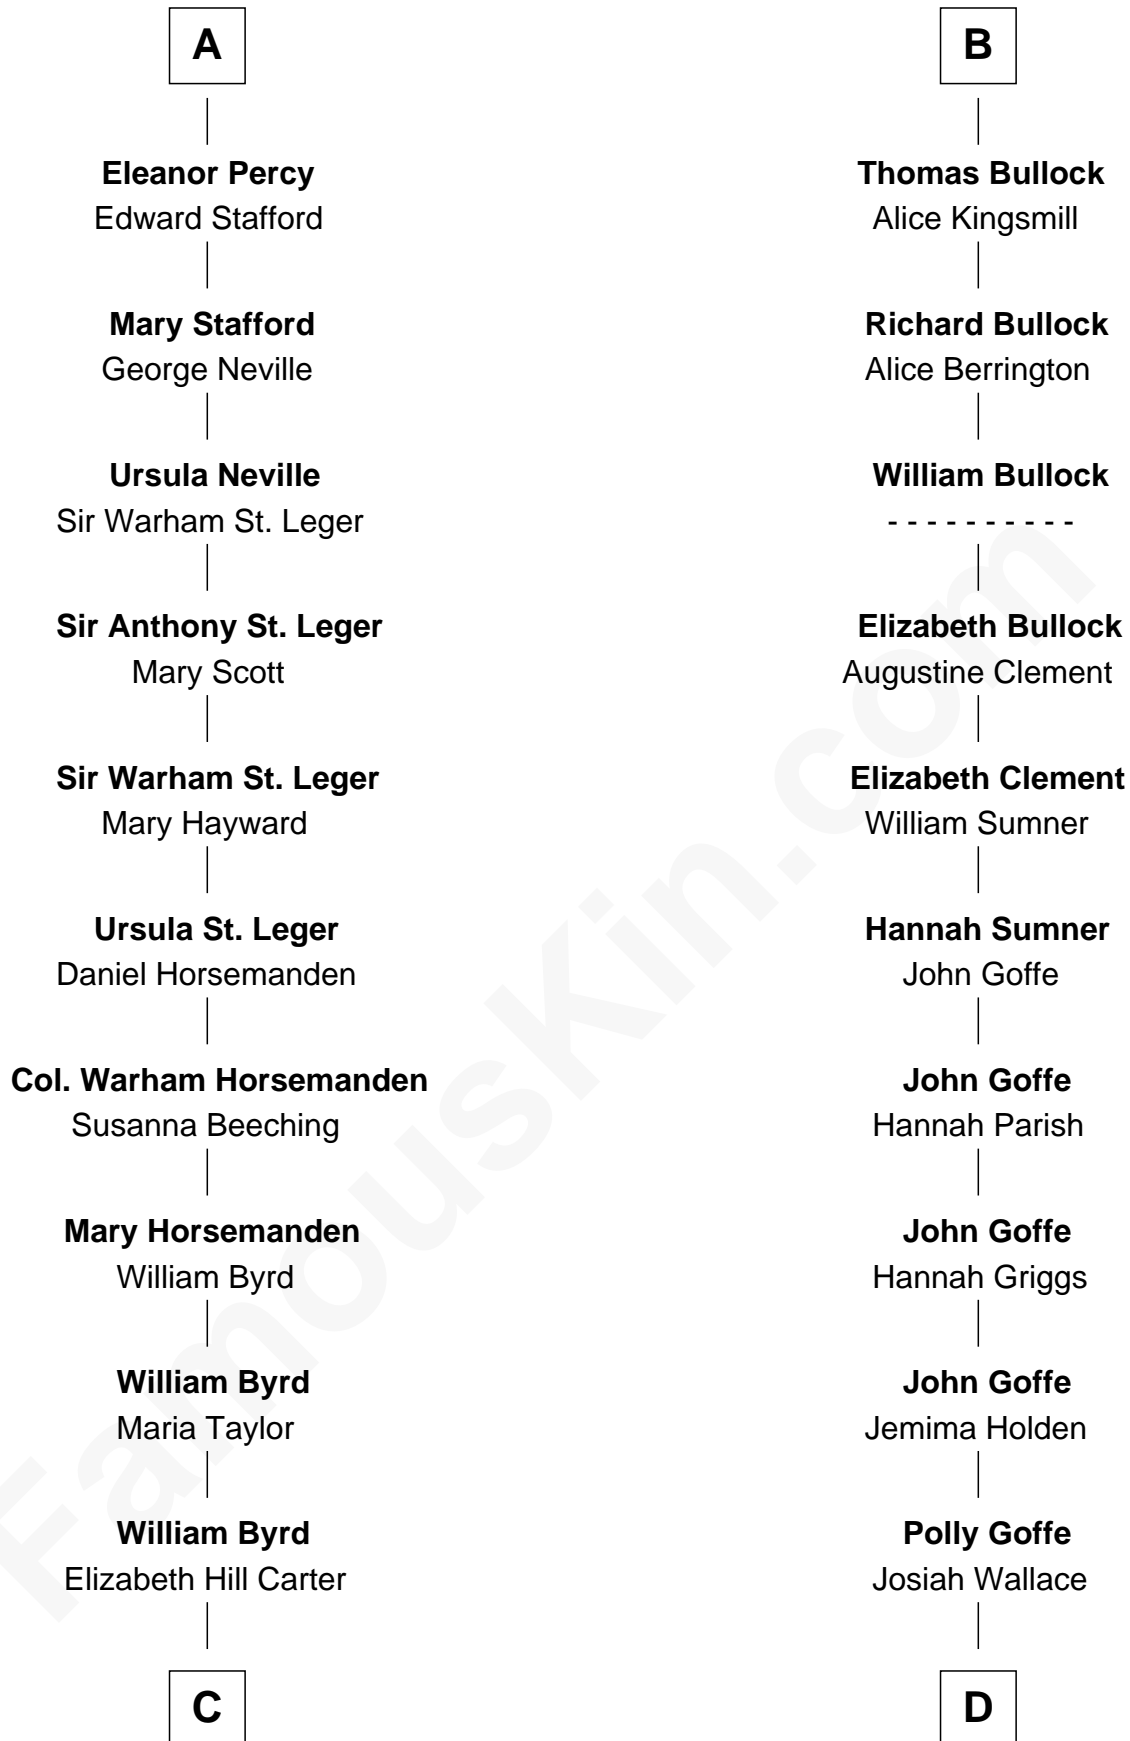 A
Eleanor Percy
Edward Stafford
Mary Stafford
George Neville
Ursula Neville
Sir Warham St. Leger
Sir Anthony St. Leger
Mary Scott
Sir Warham St. Leger
Mary Hayward
Ursula St. Leger
Daniel Horsemanden
Col. Warham Horsemanden
Susanna Beeching
Mary Horsemanden
William Byrd
William Byrd
Maria Taylor
William Byrd
Elizabeth Hill Carter
C
B
Thomas Bullock
Alice Kingsmill
Richard Bullock
Alice Berrington
William Bullock
- - - - - - - - - -
Elizabeth Bullock
Augustine Clement
Elizabeth Clement
William Sumner
Hannah Sumner
John Goffe
John Goffe
Hannah Parish
John Goffe
Hannah Griggs
John Goffe
Jemima Holden
Polly Goffe
Josiah Wallace
D
FamousKin.com